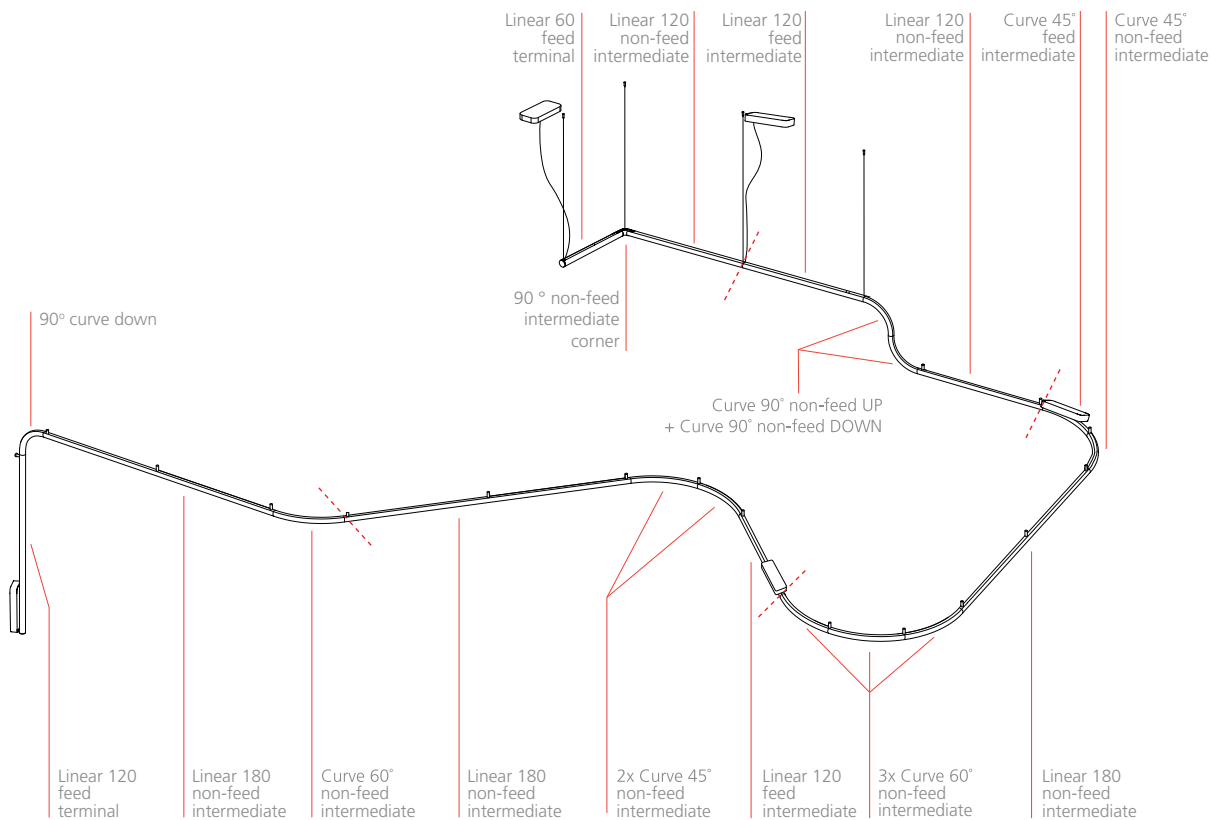 Linear 60
feed
terminal
Linear 120
non-feed
intermediate
Linear 120
feed
intermediate
Linear 120
non-feed
intermediate
Curve 45°
feed
intermediate
Curve 45°
non-feed
intermediate
90 ° non-feed
intermediate
corner
90º curve down
Curve 90° non-feed UP
+ Curve 90° non-feed DOWN
Linear 120
feed
terminal
Linear 180
non-feed
intermediate
Curve 60°
non-feed
intermediate
Linear 180
non-feed
intermediate
2x Curve 45°
non-feed
intermediate
Linear 120
feed
intermediate
3x Curve 60°
non-feed
intermediate
Linear 180
non-feed
intermediate